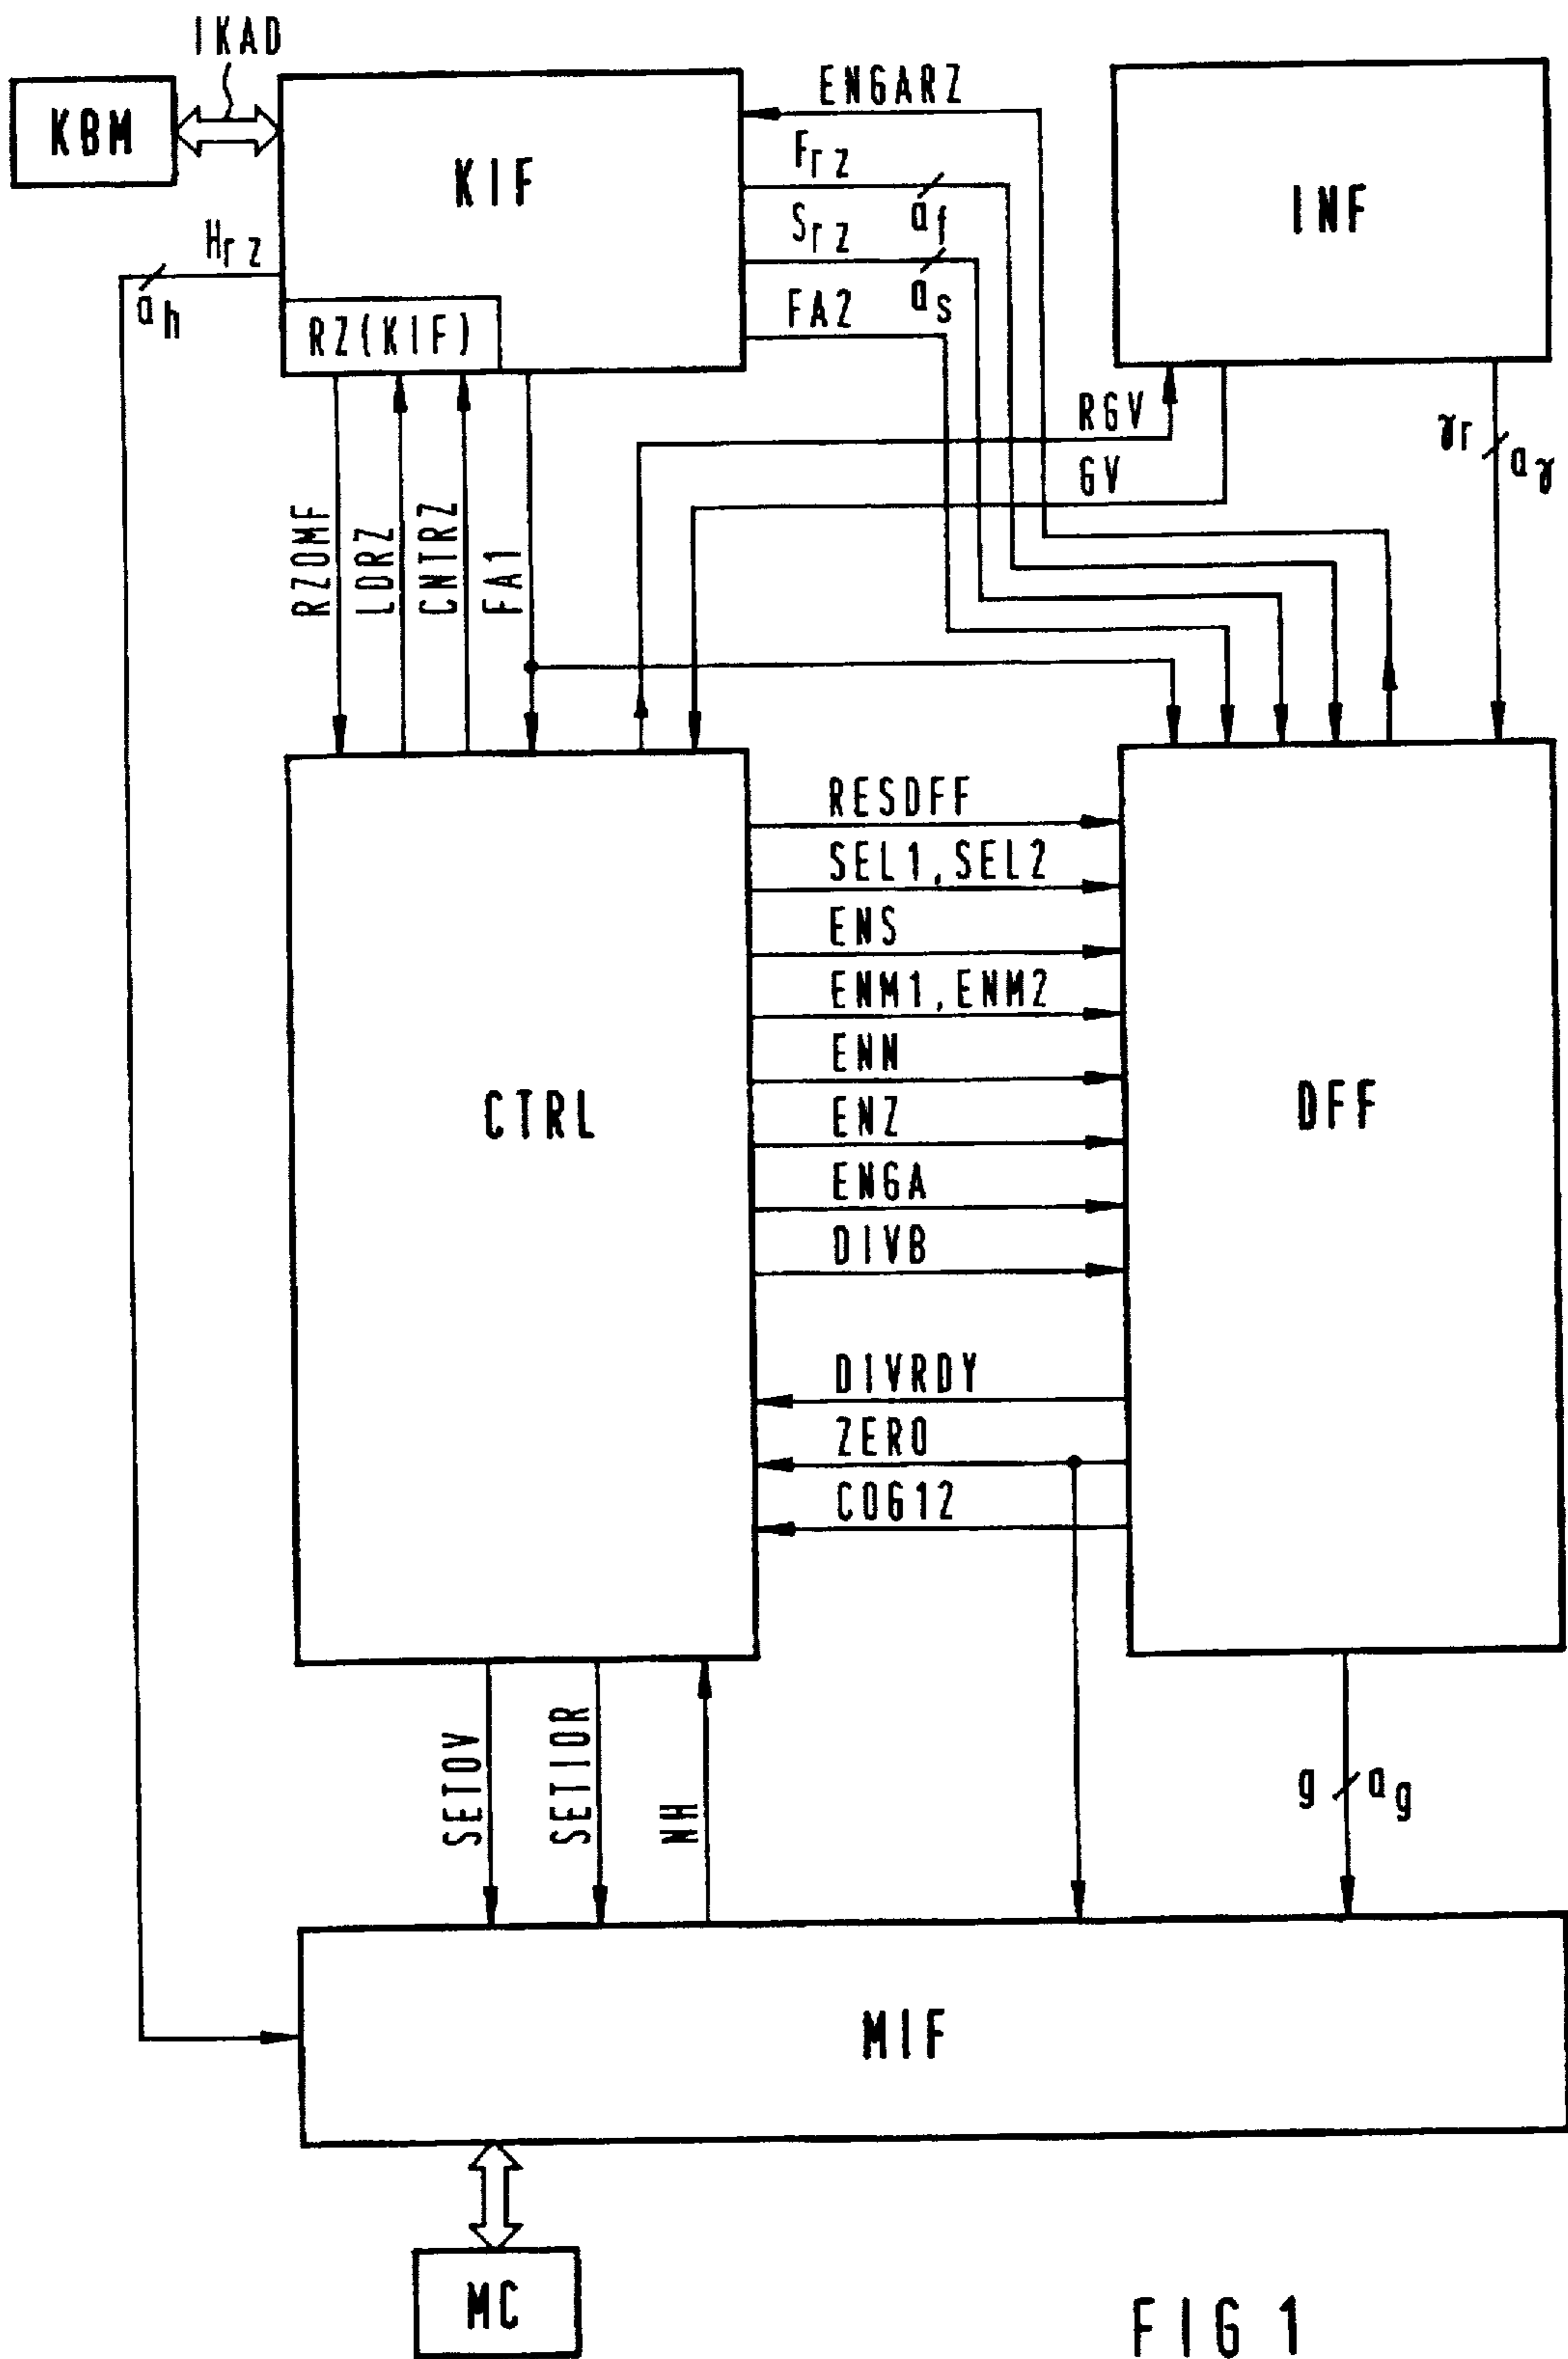 IKAD
KBM
KIF
ENGARZ
INF
Frz
af
Hrz
Srz
ah
as
RZ(KIF)
FA2
RGV
γr
aγ
GV
RZOMF
LDRZ
CNTRZ
FA1
RESDFF
SEL1,SEL2
ENS
ENM1,ENM2
ENN
CTRL
DFF
ENZ
ENGA
DIVB
DIVRDY
ZERO
COG12
SETOV
SETIOR
NH
g
ag
MIF
MC
FIG 1